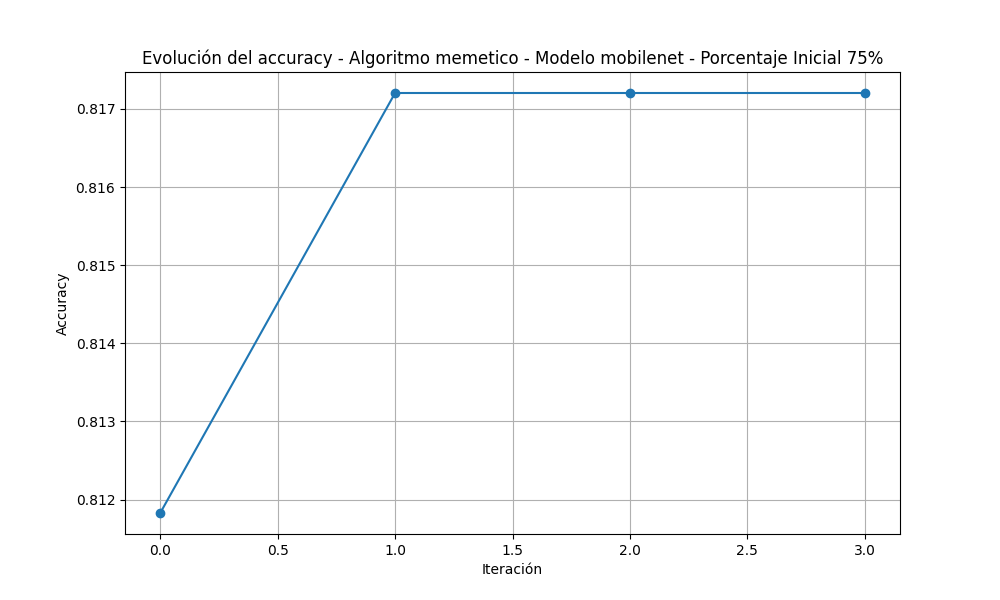 Evolución del accuracy - Algoritmo memetico - Modelo mobilenet - Porcentaje Inicial 75%
0.817
0.816
0.815
0.814
0.813
0.812
Accuracy
0.0 0.5 1.0 1.5 2.0 2.5 3.0
Iteración